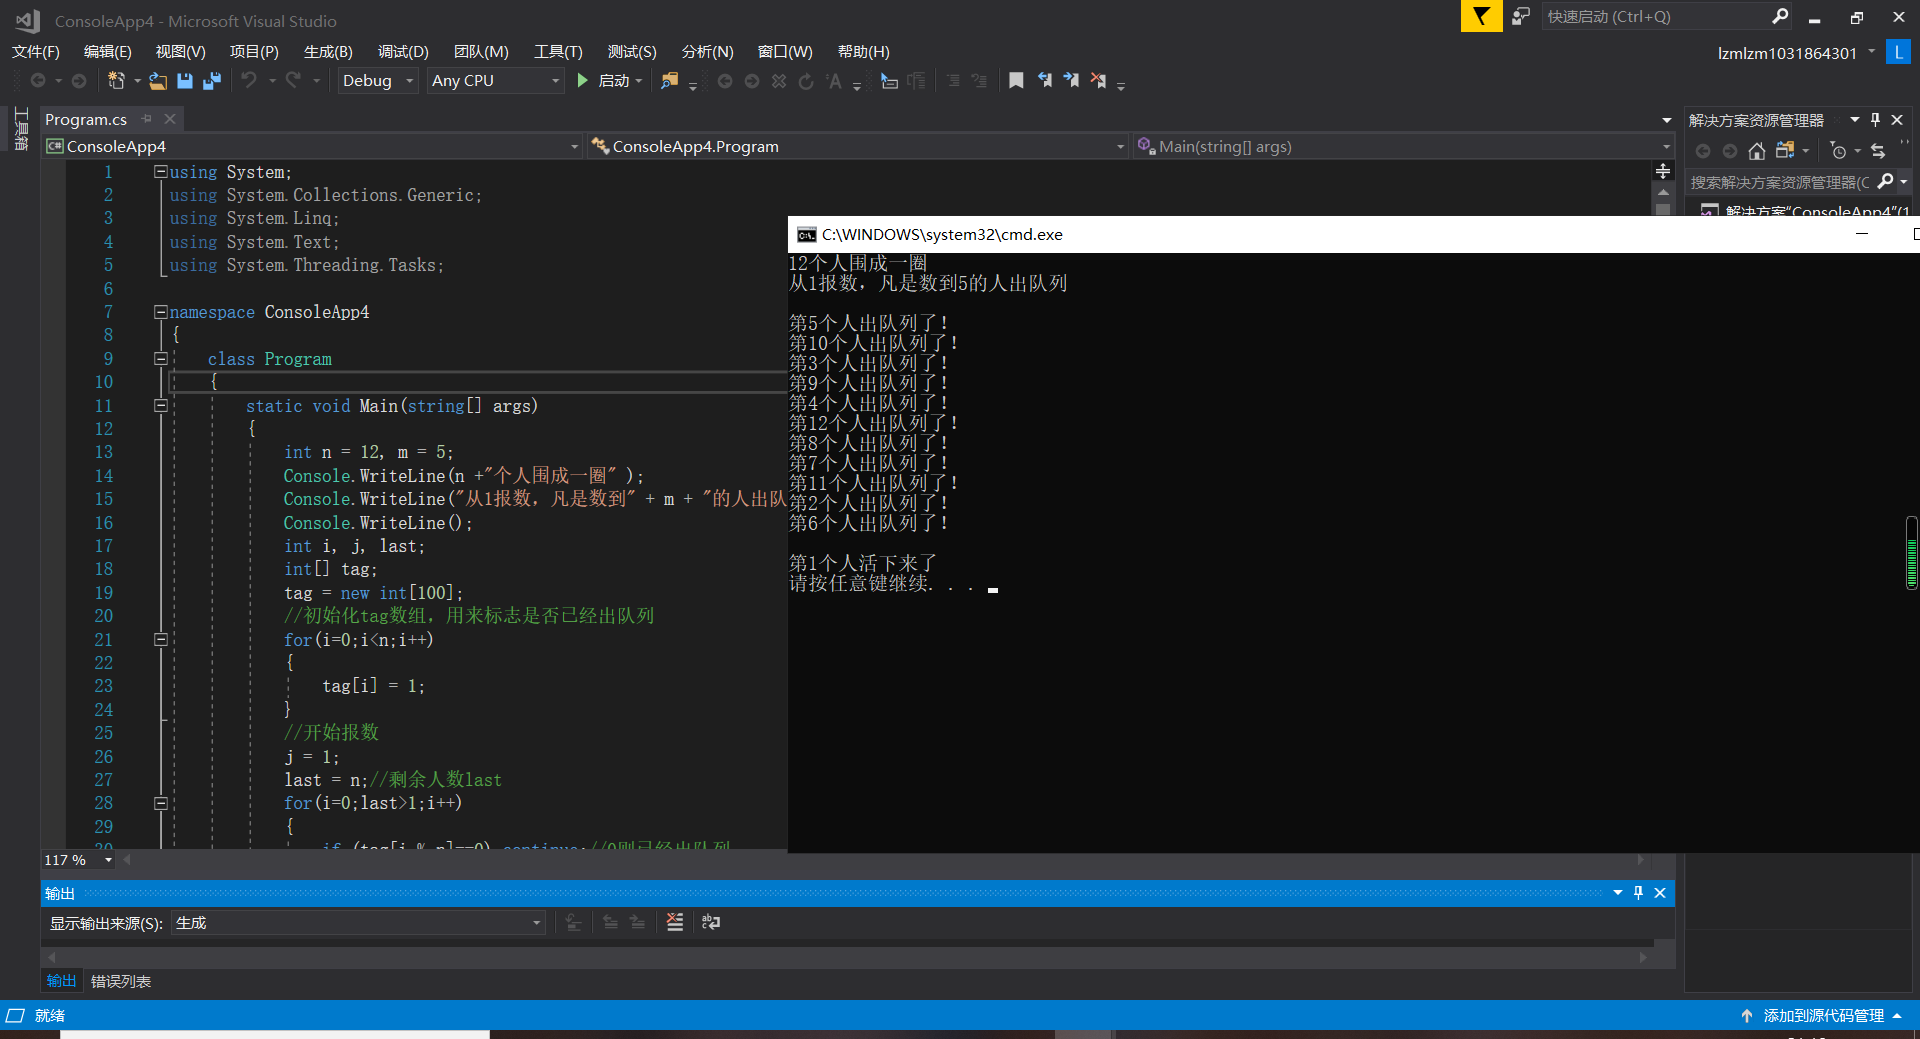 ConsoleApp4 - Microsoft Visual Studio
快速启动 (Ctrl+Q)
文件(F) 编辑(E) 视图(V) 项目(P) 生成(B) 调试(D) 团队(M) 工具(T) 测试(S) 分析(N) 窗口(W) 帮助(H)
lzmlzm1031864301
L
Debug Any CPU 启动
工具箱
Program.cs
ConsoleApp4 ConsoleApp4.Program Main(string[] args)
1 using System;
2 using System.Collections.Generic;
3 using System.Linq;
4 using System.Text;
5 using System.Threading.Tasks;
6
7 namespace ConsoleApp4
8 {
9 class Program
10 {
11 static void Main(string[] args)
12 {
13 int n = 12, m = 5;
14 Console.WriteLine(n +"个人围成一圈" );
15 Console.WriteLine("从1报数，凡是数到" + m + "的人出队
16 Console.WriteLine();
17 int i, j, last;
18 int[] tag;
19 tag = new int[100];
20 //初始化tag数组，用来标志是否已经出队列
21 for(i=0;i<n;i++)
22 {
23 tag[i] = 1;
24 }
25 //开始报数
26 j = 1;
27 last = n;//剩余人数last
28 for(i=0;last>1;i++)
29 {
30 if (tag[i % n]==0) continue;//0则已经出队列
117 %
解决方案资源管理器
搜索解决方案资源管理器(C
解决方案"ConsoleApp4"(1
C:\WINDOWS\system32\cmd.exe
12个人围成一圈
从1报数，凡是数到5的人出队列
第5个人出队列了!
第10个人出队列了!
第3个人出队列了!
第9个人出队列了!
第4个人出队列了!
第12个人出队列了!
第8个人出队列了!
第7个人出队列了!
第11个人出队列了!
第2个人出队列了!
第6个人出队列了!
第1个人活下来了
请按任意键继续. . .
输出
显示输出来源(S): 生成
输出 错误列表
就绪
添加到源代码管理